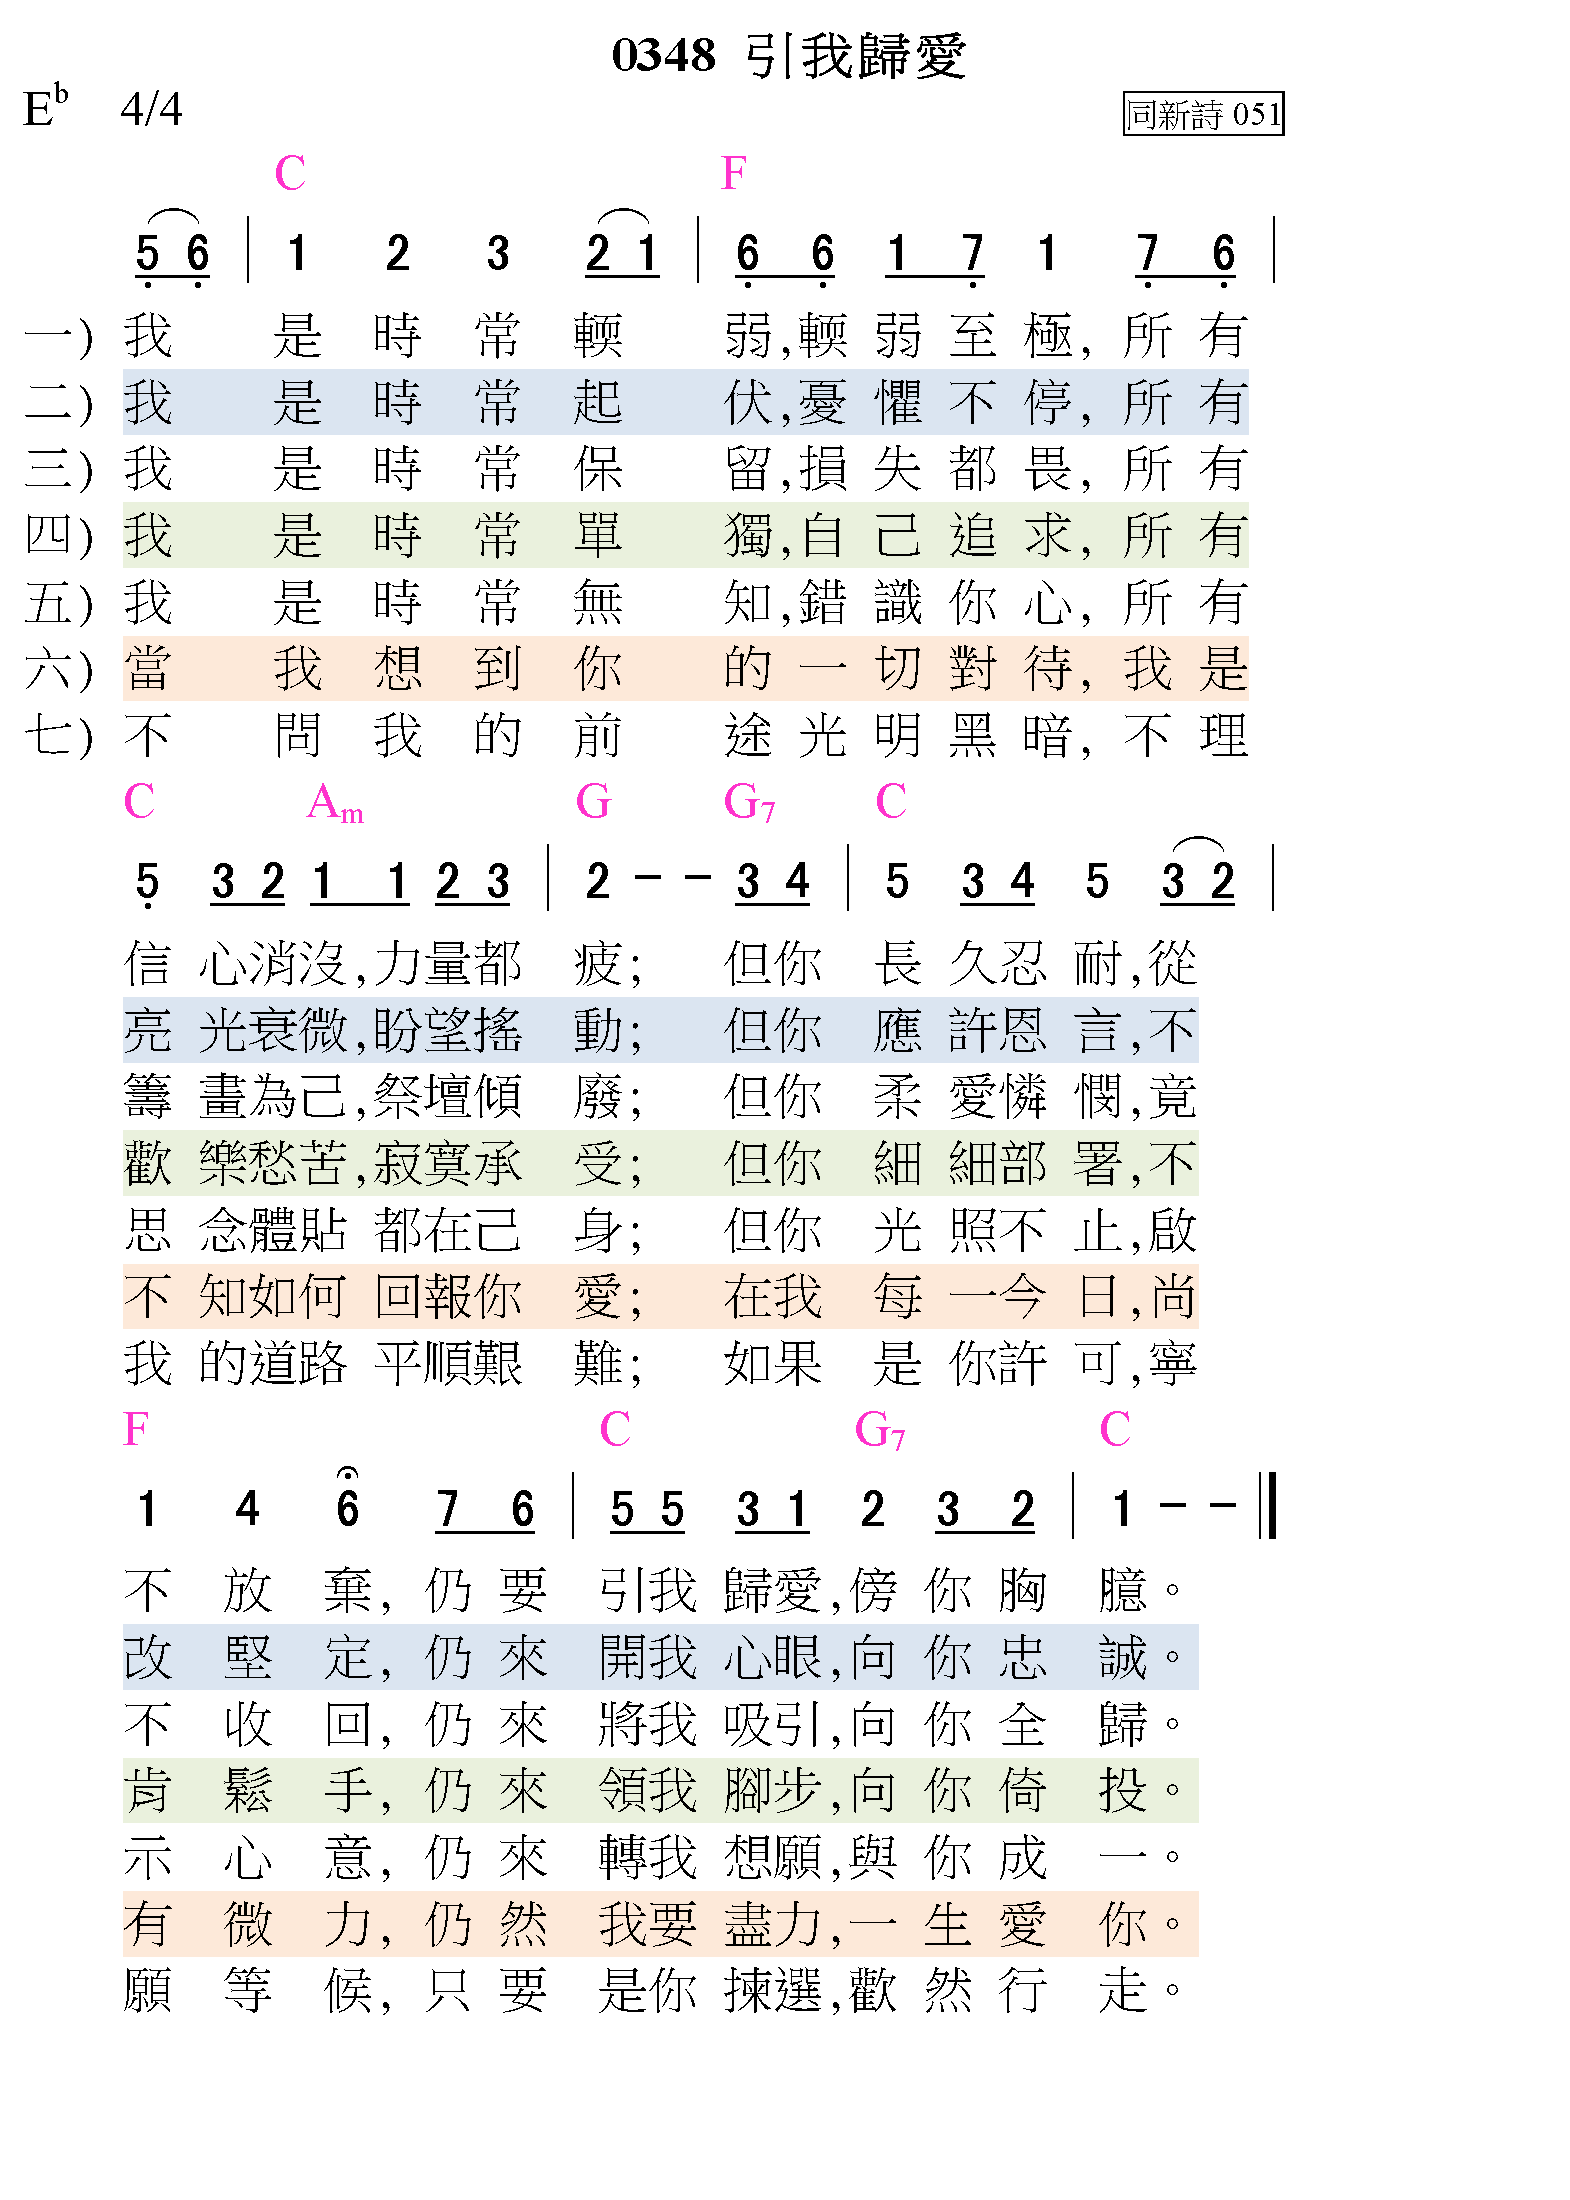 0348 引我歸愛
E♭ 4/4 同新詩 051
C F
5 6 | 1 2 3 2 1 | 6 6 1 7 1 7 6 |
一) 我是時常輭弱,輭弱至極,所有
二) 我是時常起伏,憂懼不停,所有
三) 我是時常保留,損失都畏,所有
四) 我是時常單獨,自己追求,所有
五) 我是時常無知,錯識你心,所有
六) 當我想到你的一切對待,我是
七) 不問我的前途光明黑暗,不理
C Am G G7 C
5 3 2 1 1 2 3 | 2 - - 3 4 | 5 3 4 5 3 2 |
信心消沒,力量都疲;但你長久忍耐,從
亮光衰微,盼望搖動;但你應許恩言,不
籌畫為己,祭壇傾廢;但你柔愛憐憫,竟
歡樂愁苦,寂寞承受;但你細細部署,不
思念體貼都在己身;但你光照不止,啟
不知如何回報你愛;在我每一今日,尚
我的道路平順艱難;如果是你許可,寧
F C G7 C
1 4 6 7 6 | 5 5 3 1 2 3 2 | 1 - - ‖
不放棄,仍要引我歸愛,傍你胸臆。
改堅定,仍來開我心眼,向你忠誠。
不收回,仍來將我吸引,向你全歸。
肯鬆手,仍來領我腳步,向你倚投。
示心意,仍來轉我想願,與你成一。
有微力,仍然我要盡力,一生愛你。
願等候,只要是你揀選,歡然行走。